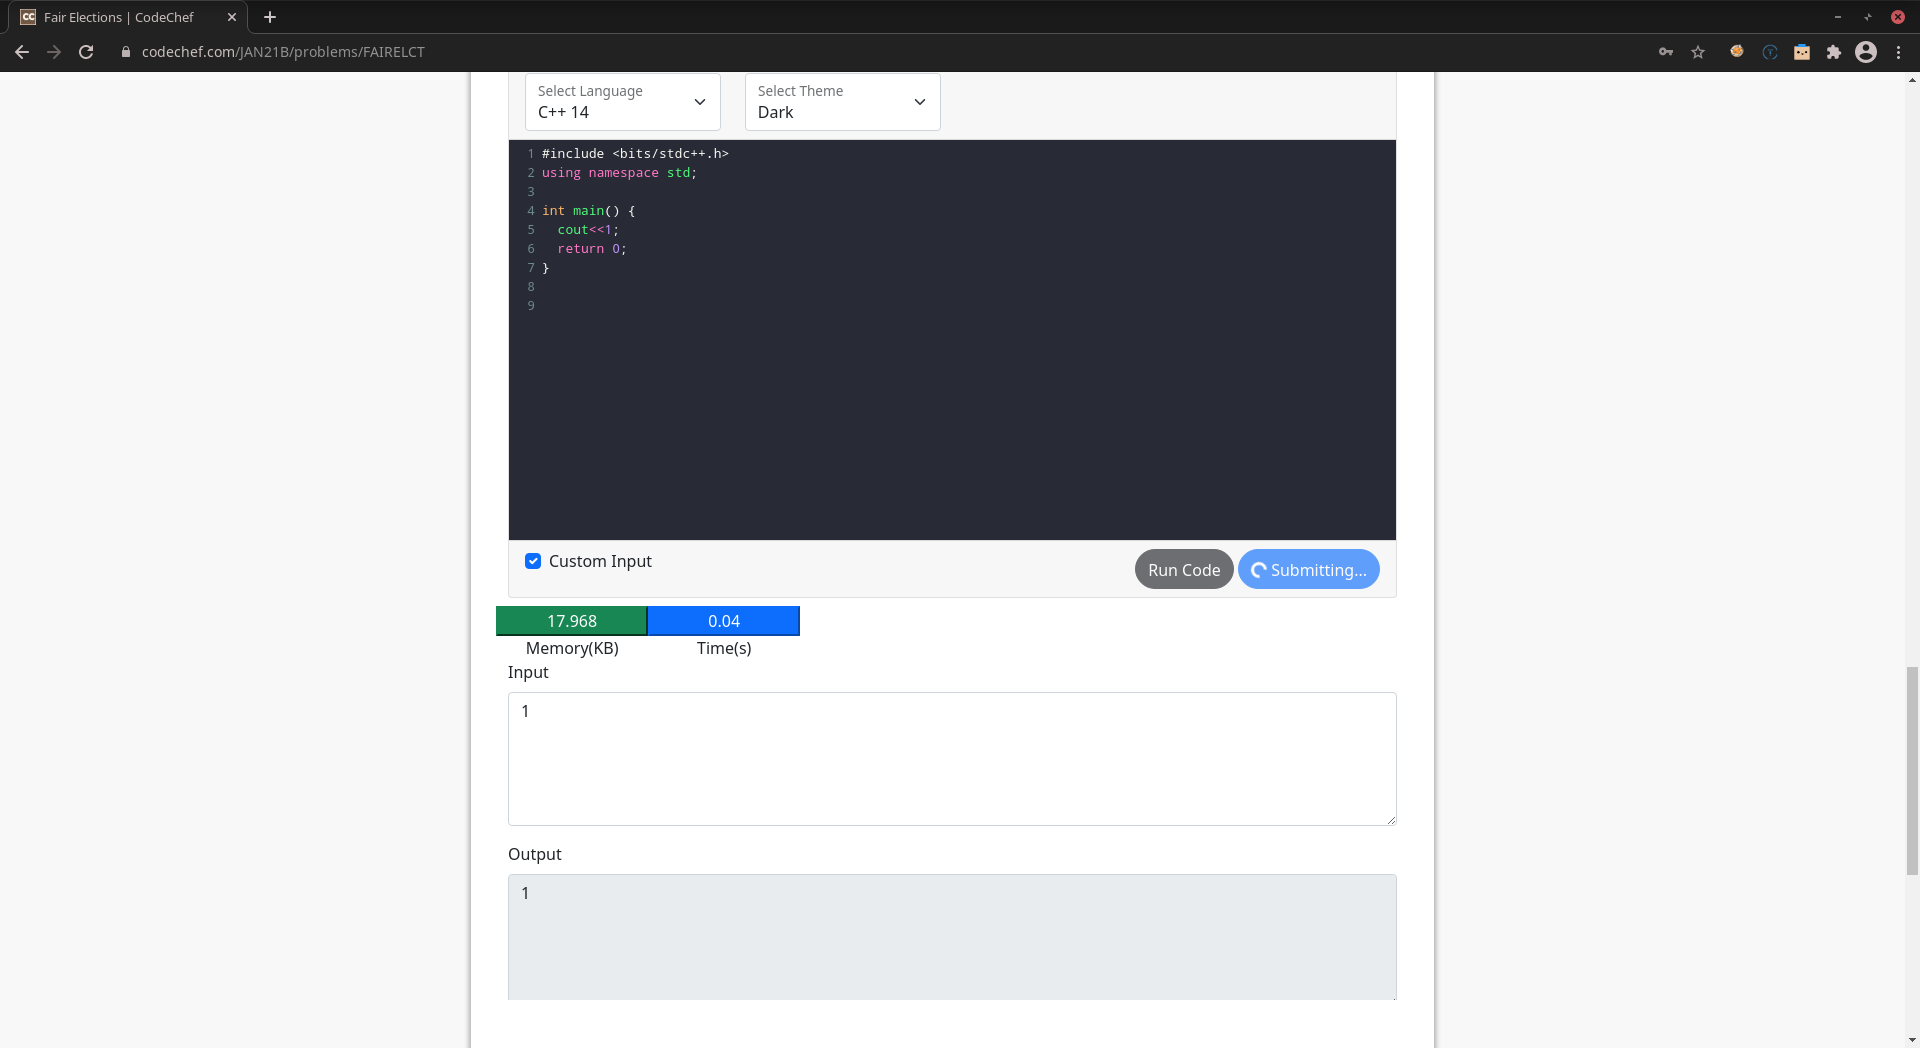 CC Fair Elections | CodeChef
codechef.com/JAN21B/problems/FAIRELCT
Select Language
C++ 14
Select Theme
Dark
1 #include <bits/stdc++.h>
2 using namespace std;
3
4 int main() {
5 cout<<1;
6 return 0;
7 }
8
9
Custom Input
Run Code
Submitting...
17.968 0.04
Memory(KB) Time(s)
Input
1
Output
1